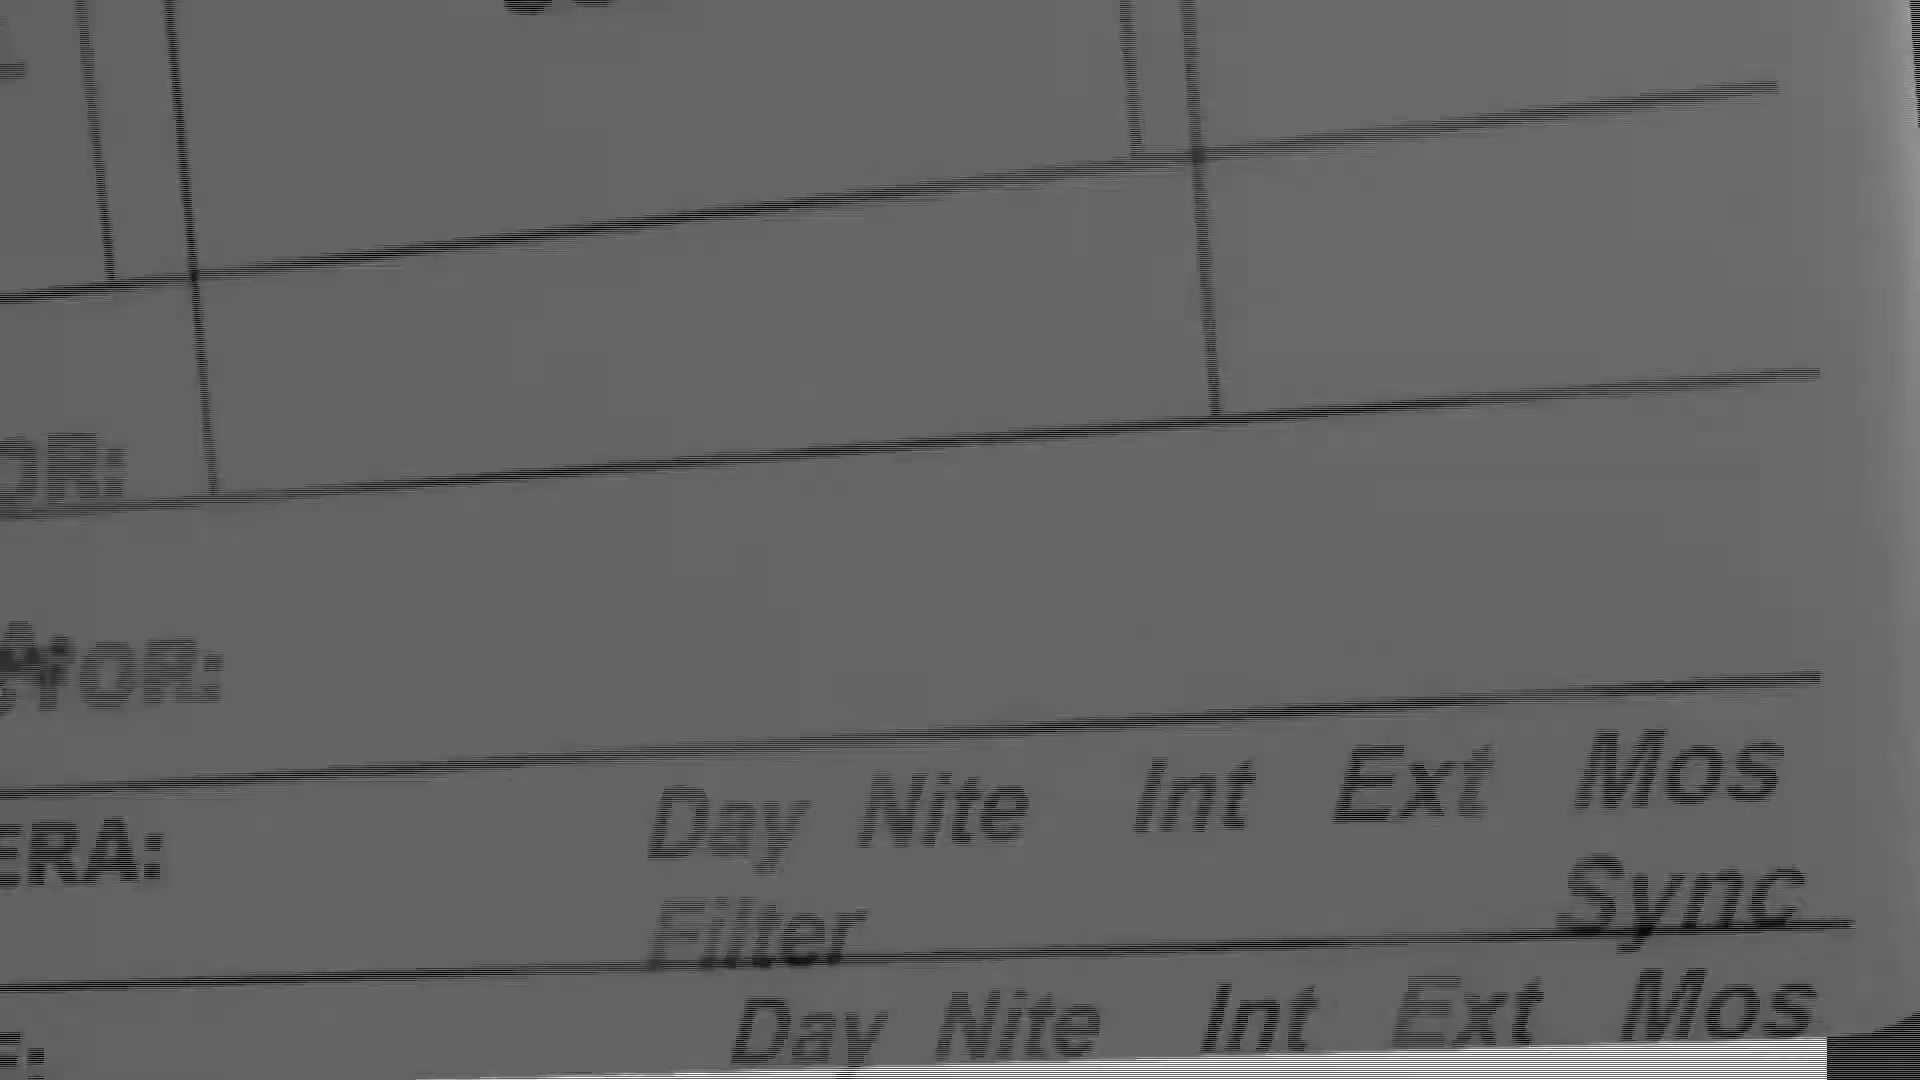 OR:
TOR:
ERA: Day Nite Int Ext Mos
Filter Sync
E: Day Nite Int Ext Mos